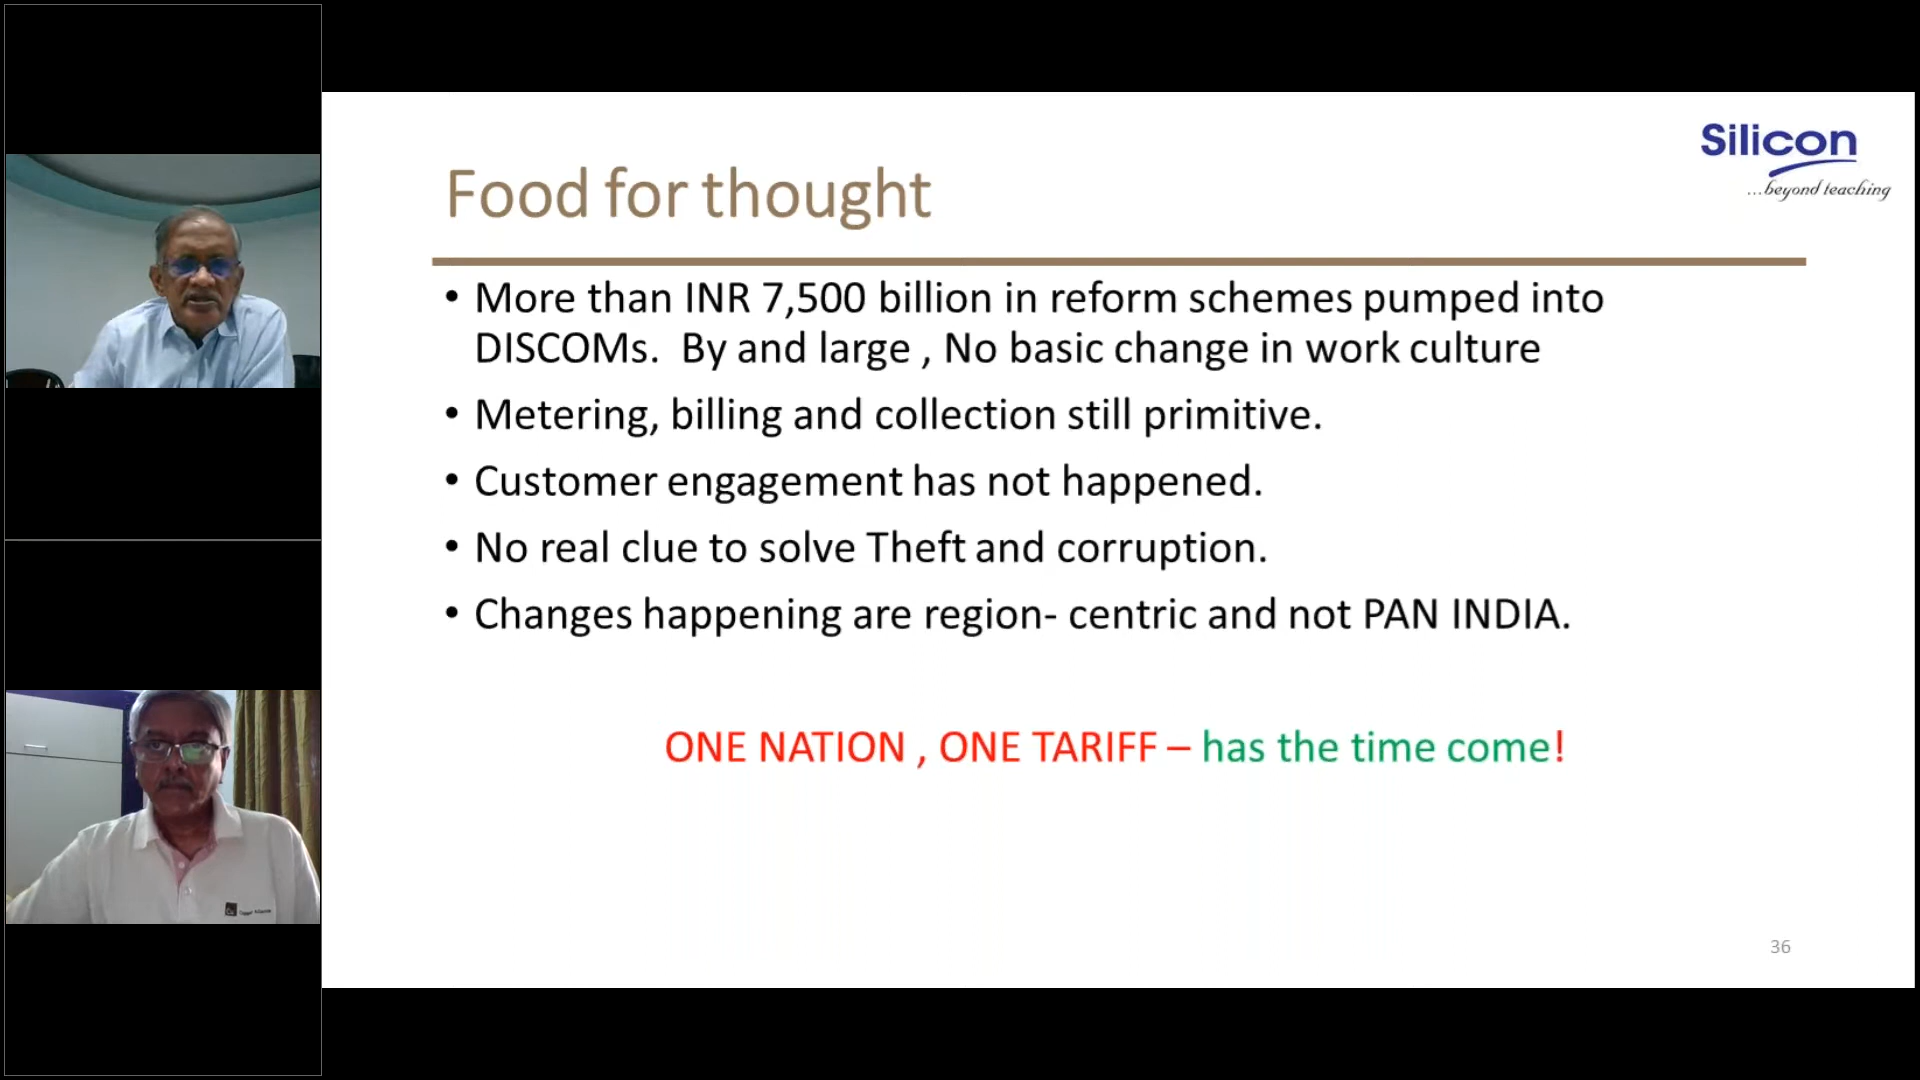 Silicon
...beyond teaching
Food for thought
• More than INR 7,500 billion in reform schemes pumped into
DISCOMs.  By and large , No basic change in work culture
• Metering, billing and collection still primitive.
• Customer engagement has not happened.
• No real clue to solve Theft and corruption.
• Changes happening are region- centric and not PAN INDIA.
ONE NATION , ONE TARIFF – has the time come!
36